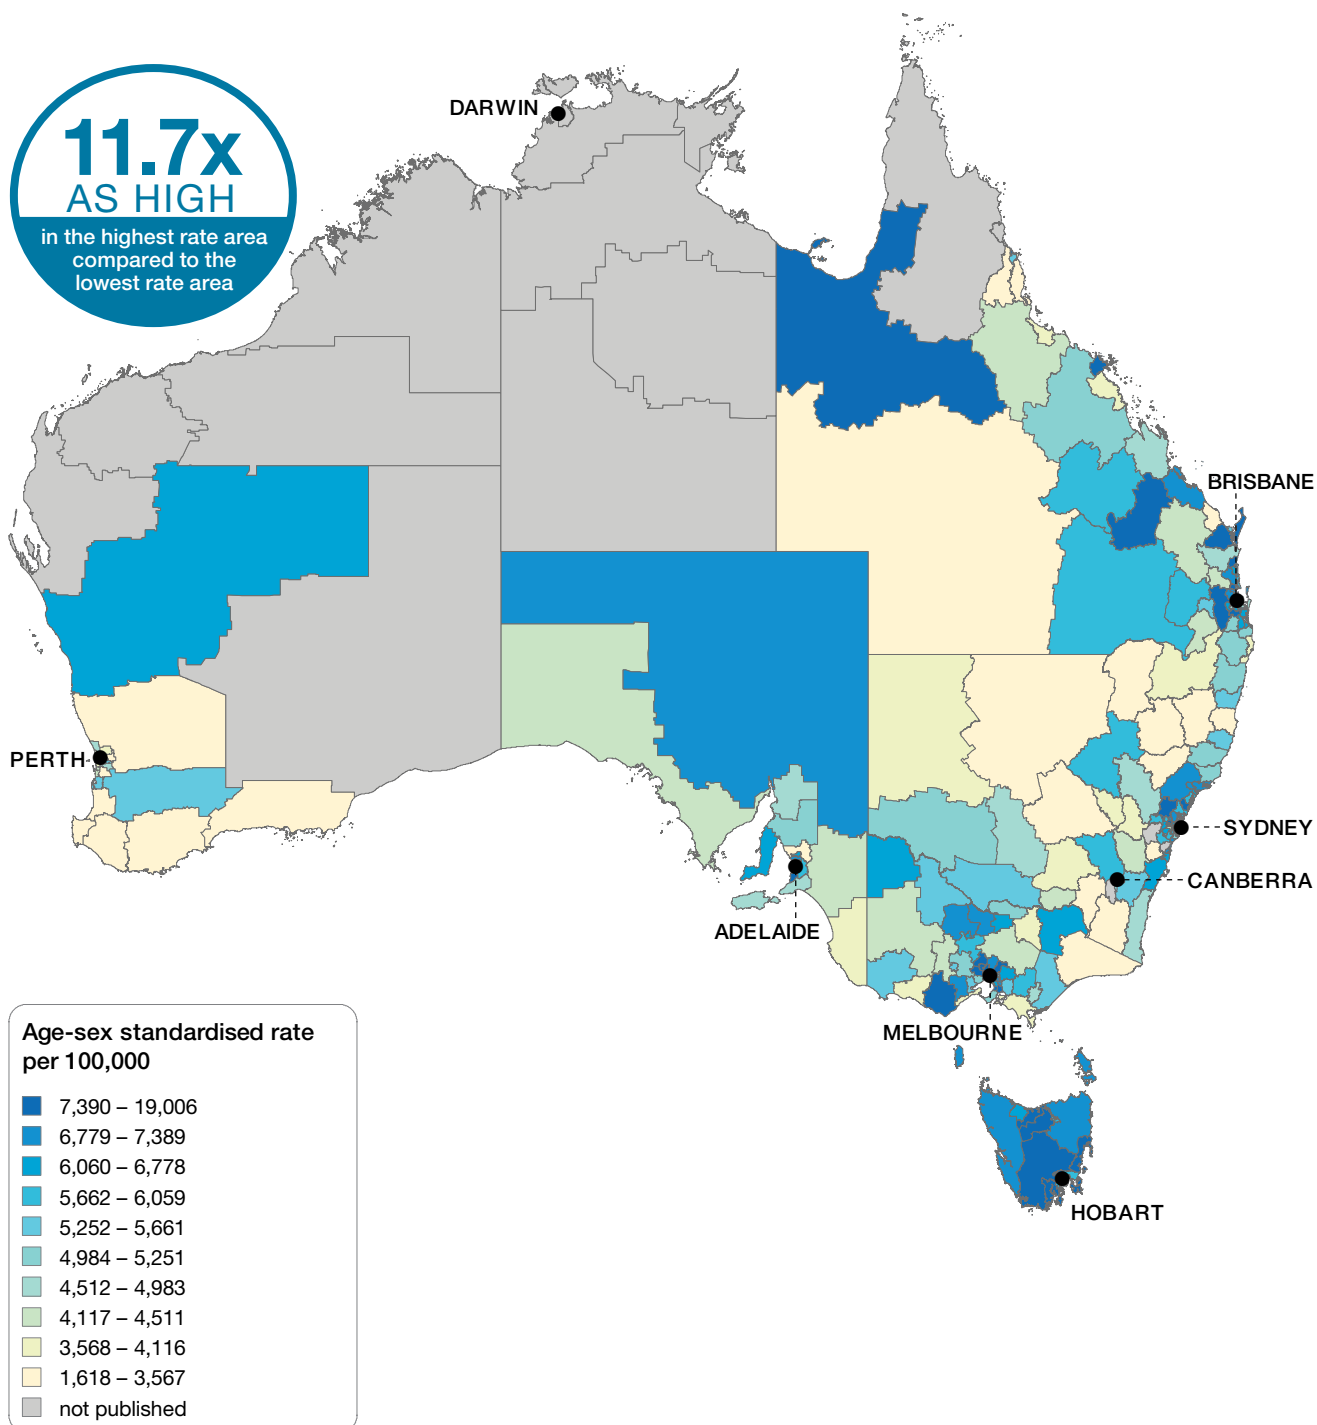 11.7x
AS HIGH
in the highest rate area
compared to the
lowest rate area
DARWIN
BRISBANE
PERTH
SYDNEY
CANBERRA
ADELAIDE
MELBOURNE
HOBART
Age-sex standardised rate
per 100,000
7,390 – 19,006
6,779 – 7,389
6,060 – 6,778
5,662 – 6,059
5,252 – 5,661
4,984 – 5,251
4,512 – 4,983
4,117 – 4,511
3,568 – 4,116
1,618 – 3,567
not published